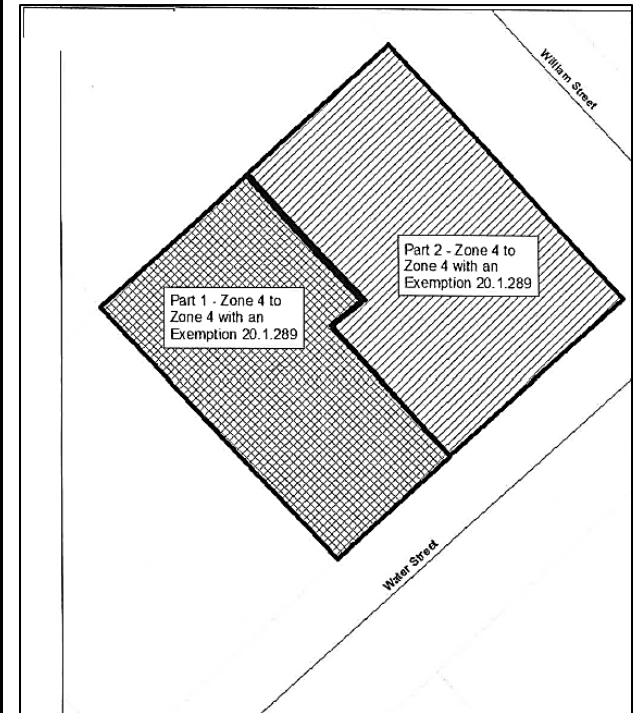 William Street
Part 2 - Zone 4 to
Zone 4 with an
Exemption 20.1.289
Part 1 - Zone 4 to
Zone 4 with an
Exemption 20.1.289
Water Street